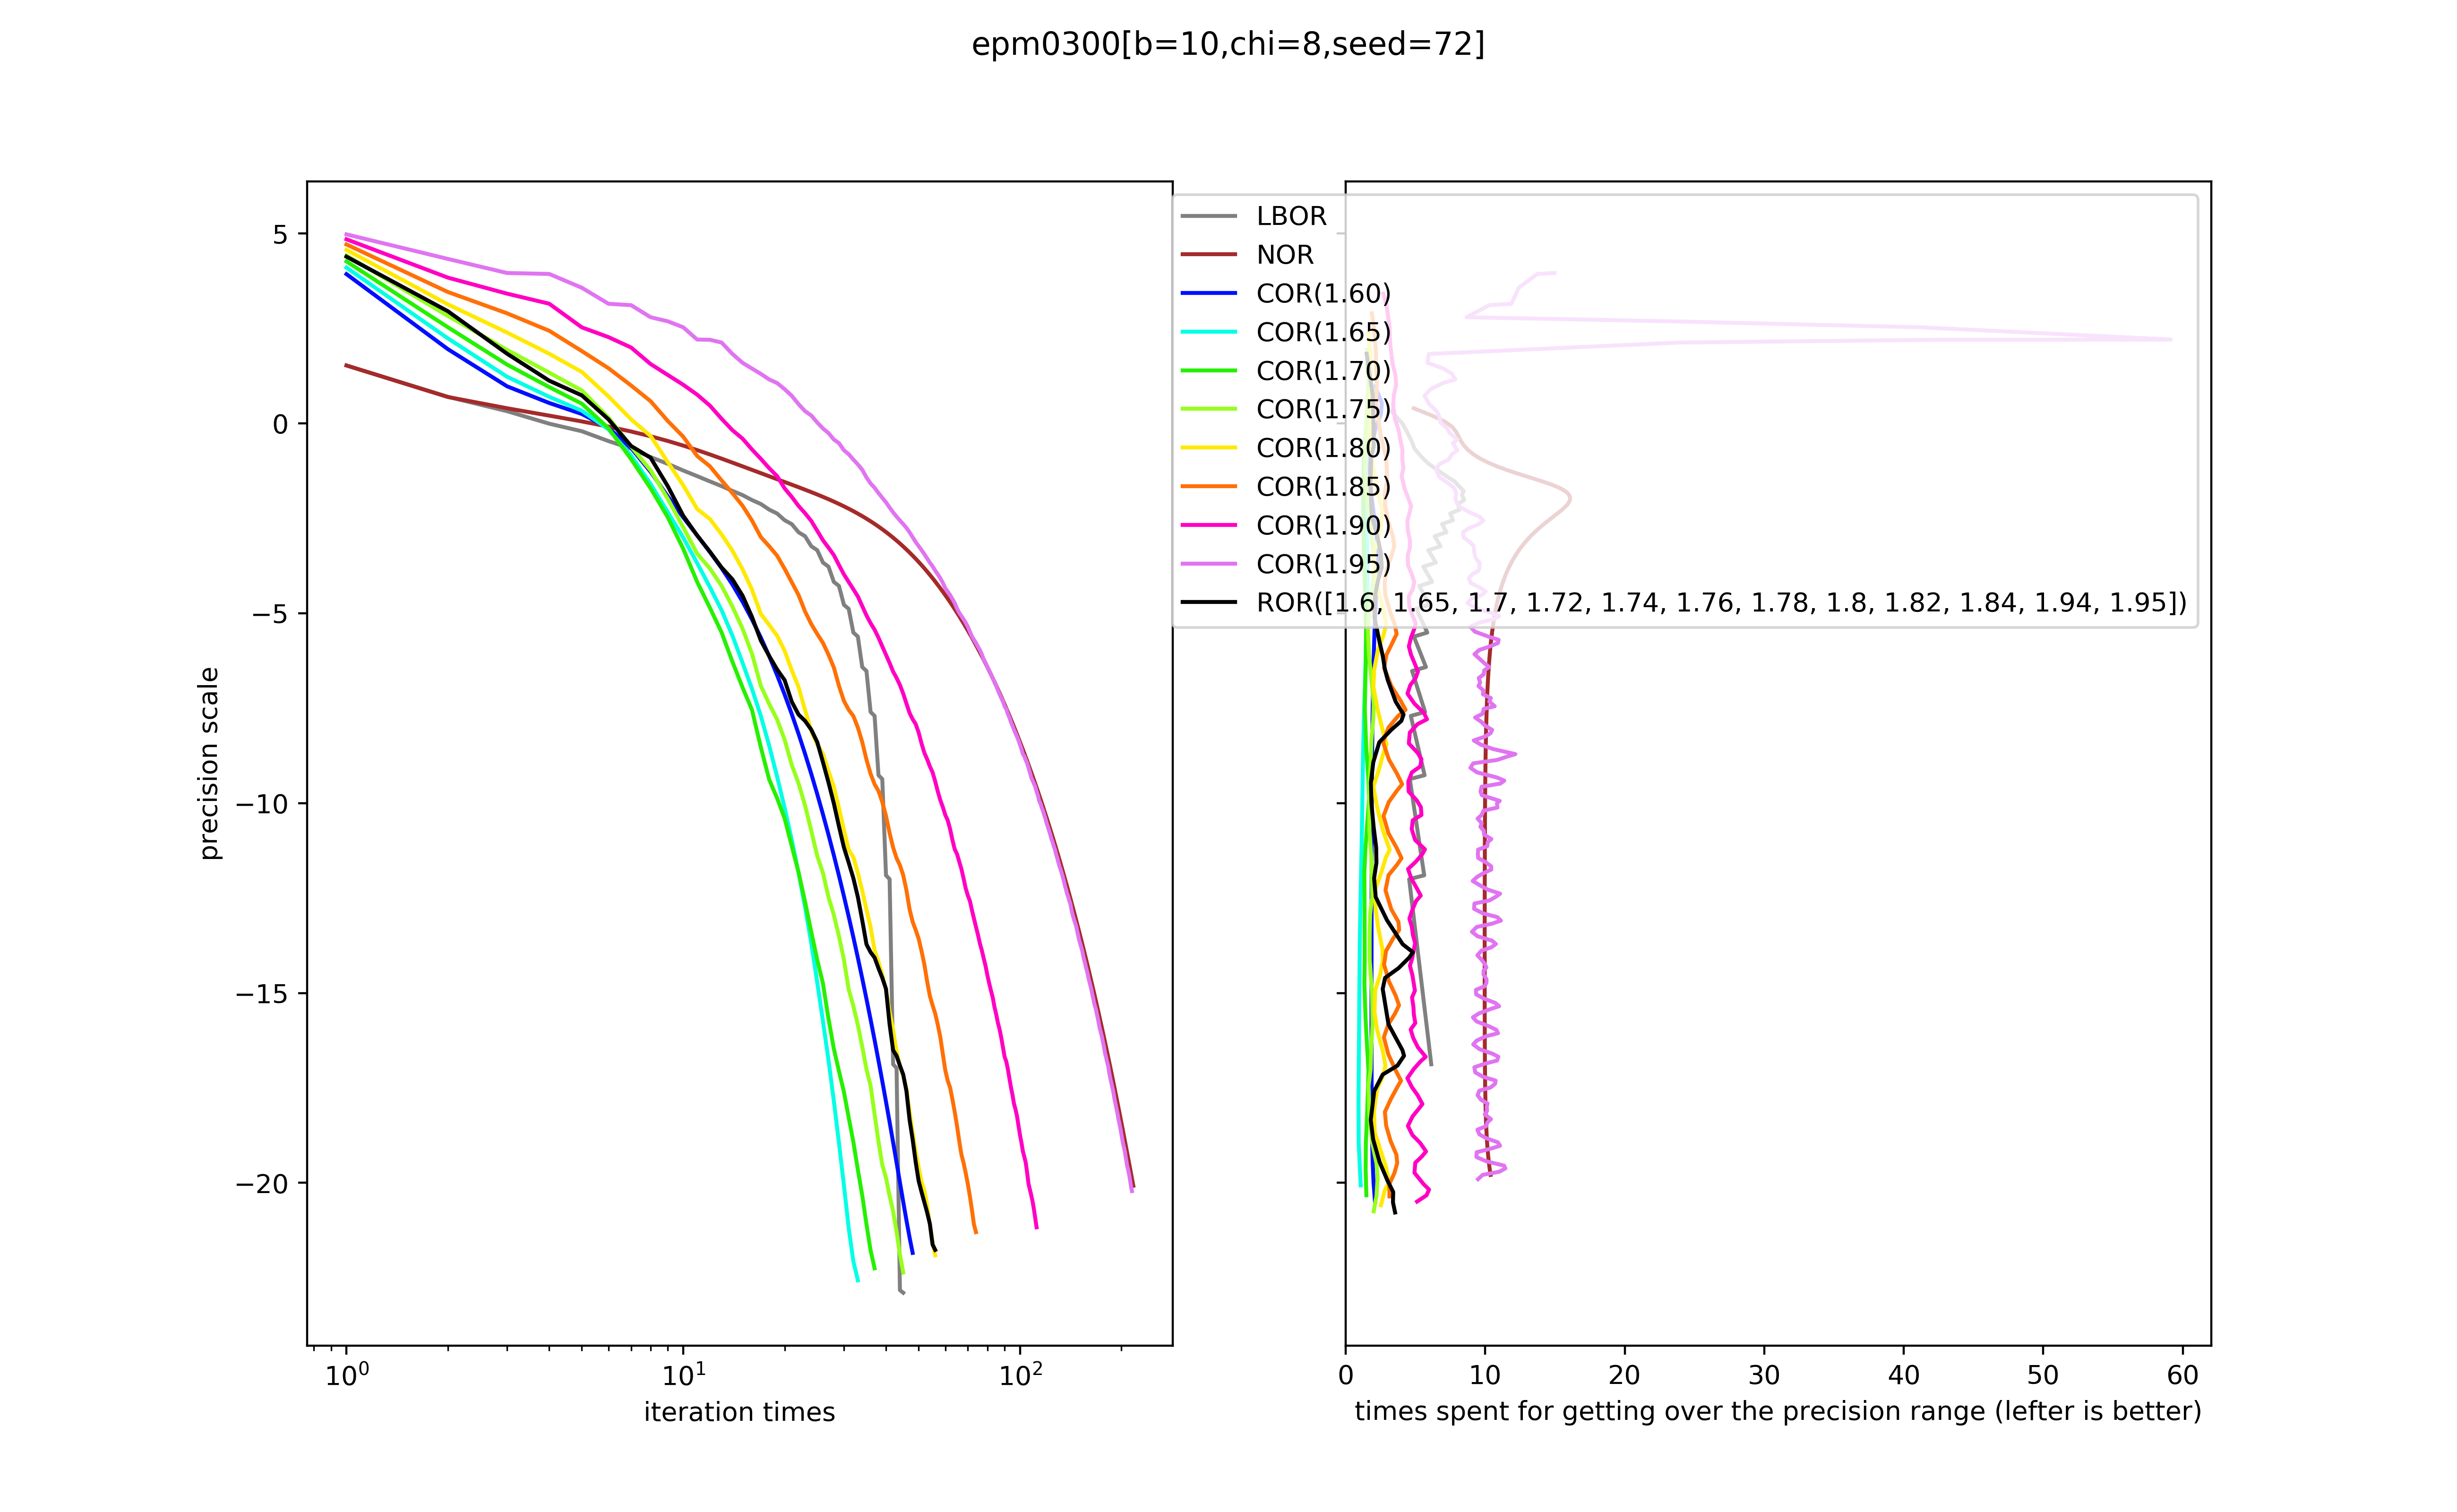 epm0300[b=10,chi=8,seed=72]
precision scale
5
0
−5
−10
−15
−20
10⁰ 10¹ 10²
iteration times
LBOR
NOR
COR(1.60)
COR(1.65)
COR(1.70)
COR(1.75)
COR(1.80)
COR(1.85)
COR(1.90)
COR(1.95)
ROR([1.6, 1.65, 1.7, 1.72, 1.74, 1.76, 1.78, 1.8, 1.82, 1.84, 1.94, 1.95])
0 10 20 30 40 50 60
times spent for getting over the precision range (lefter is better)